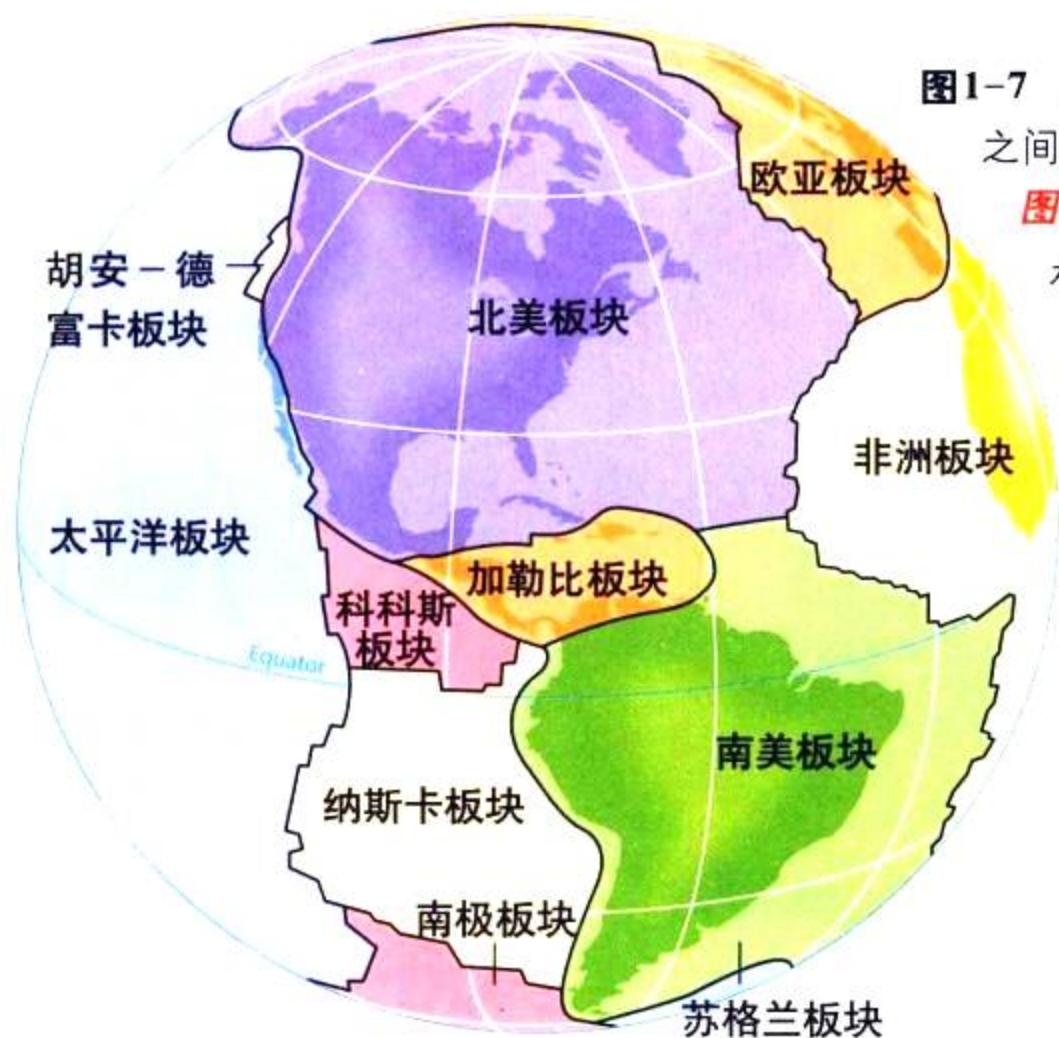 图1-7
之间
图
欧亚板块
胡安-德
富卡板块
北美板块
非洲板块
太平洋板块
加勒比板块
科科斯
板块
Equator
南美板块
纳斯卡板块
南极板块
苏格兰板块